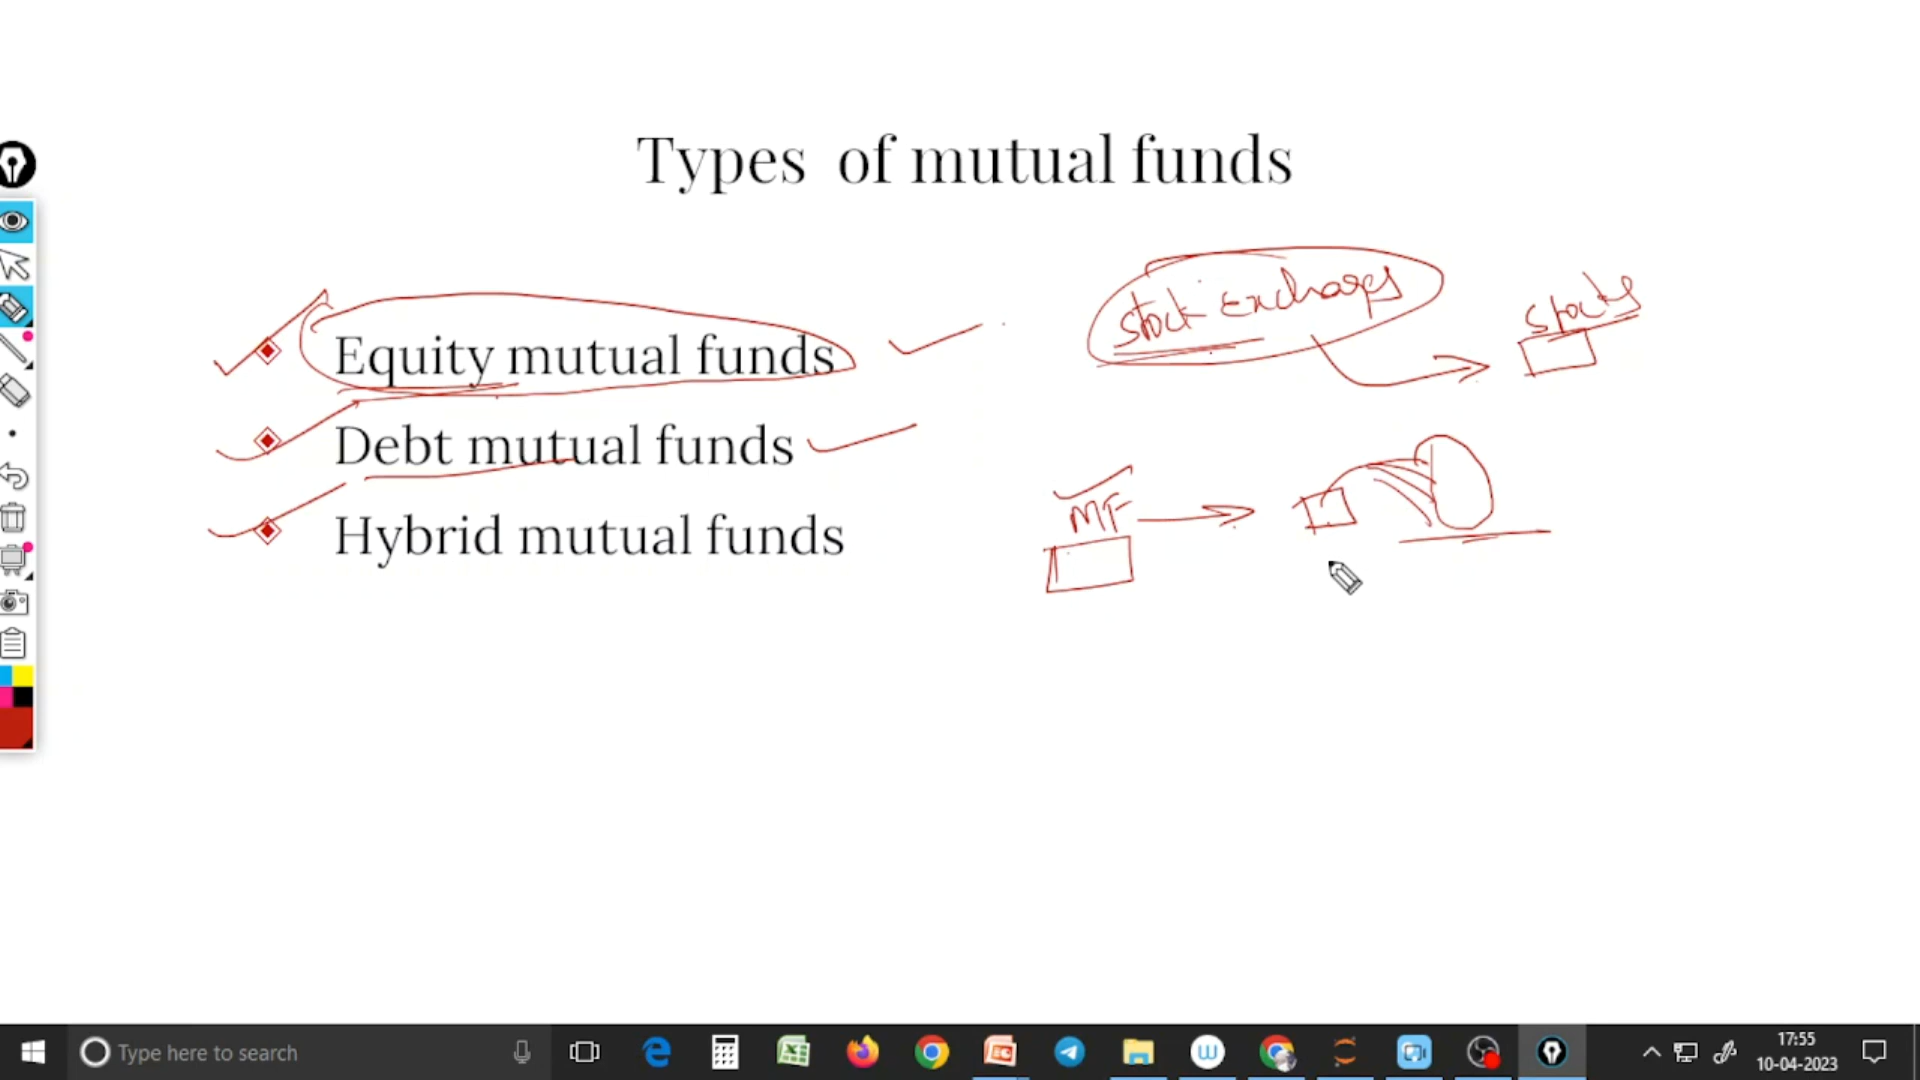 Types of mutual funds
stock exchanges
stocks
Equity mutual funds
Debt mutual funds
MF
Hybrid mutual funds
Type here to search
17:55
10-04-2023